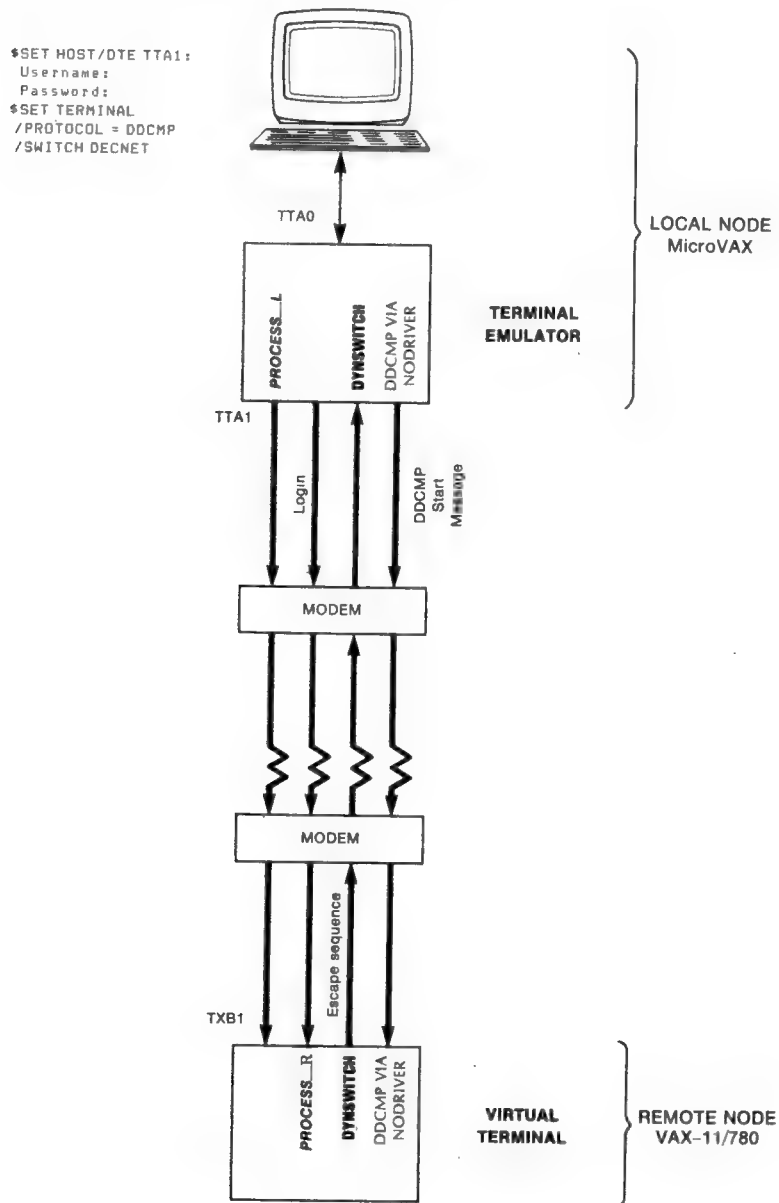 $SET HOST/DTE TTA1:
Username:
Password:
$SET TERMINAL
/PROTOCOL = DDCMP
/SWITCH DECNET
TTA0
LOCAL NODE
MicroVAX
PROCESS_L
DYNSWITCH
DDCMP VIA
NODRIVER
TERMINAL
EMULATOR
TTA1
Login
DDCMP
Start
Message
MODEM
MODEM
Escape sequence
TXB1
PROCESS_R
DYNSWITCH
DDCMP VIA
NODRIVER
VIRTUAL
TERMINAL
REMOTE NODE
VAX-11/780